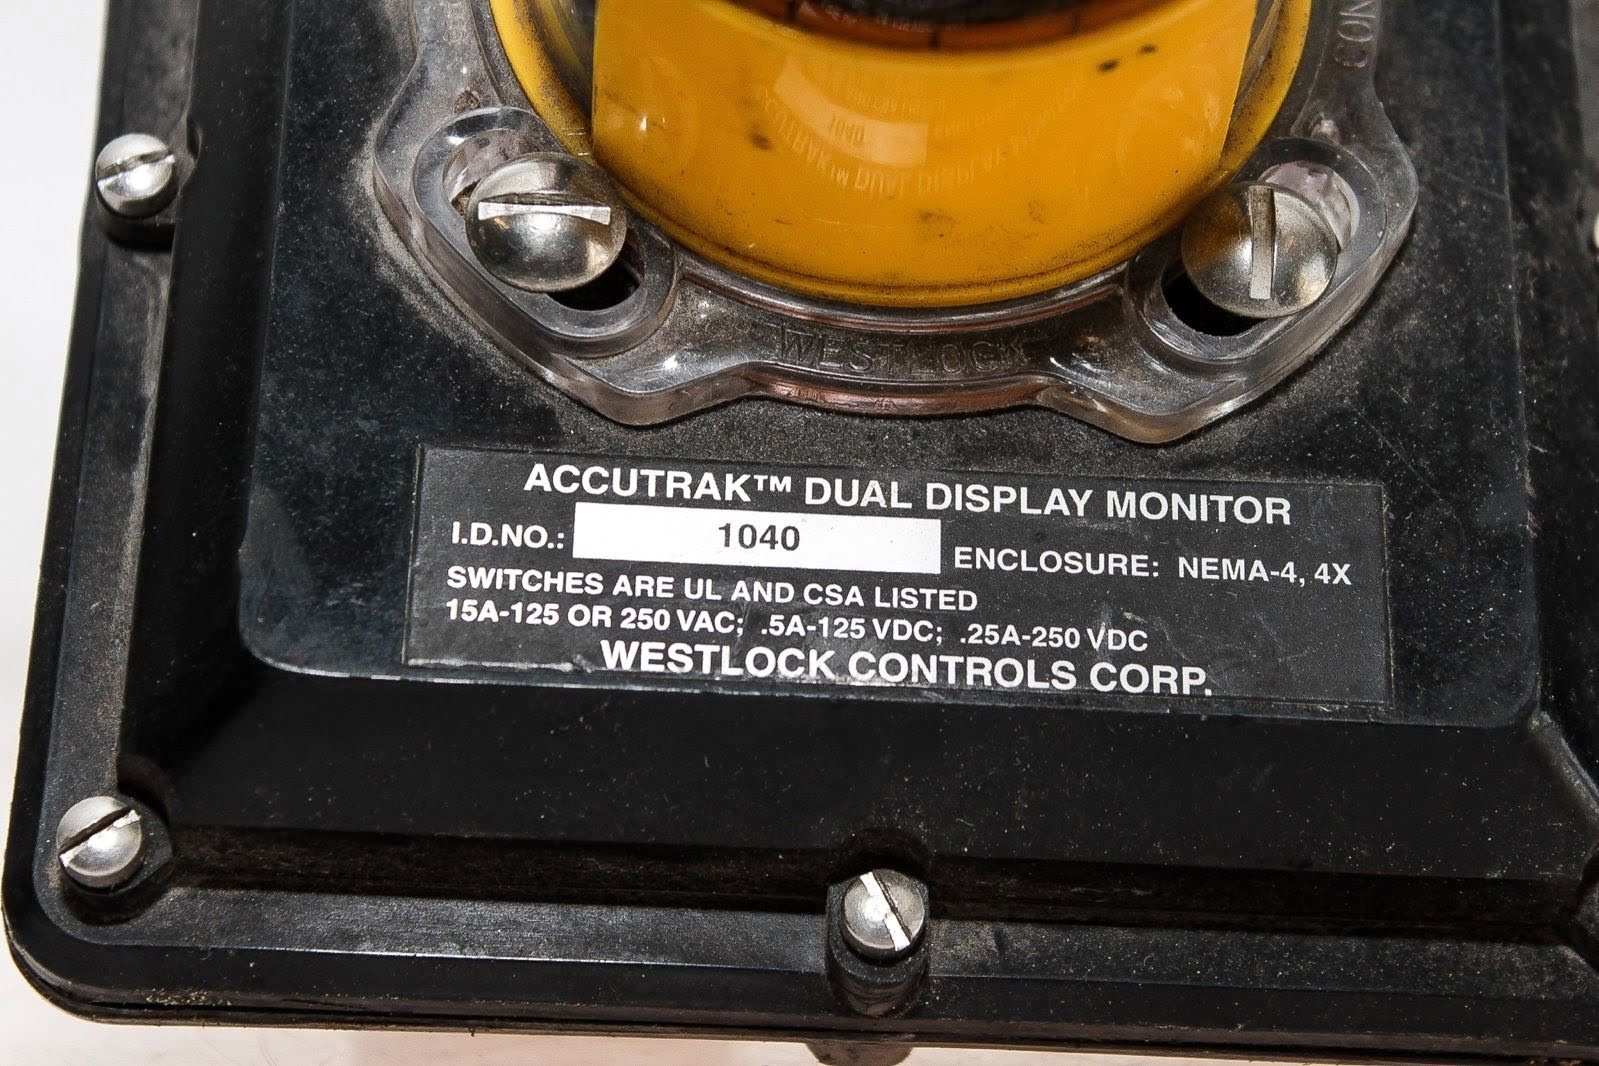 WESTLOCK
ACCUTRAK™ DUAL DISPLAY MONITOR
I.D.NO.: 1040 ENCLOSURE: NEMA-4, 4X
SWITCHES ARE UL AND CSA LISTED
15A-125 OR 250 VAC; .5A-125 VDC; .25A-250 VDC
WESTLOCK CONTROLS CORP.